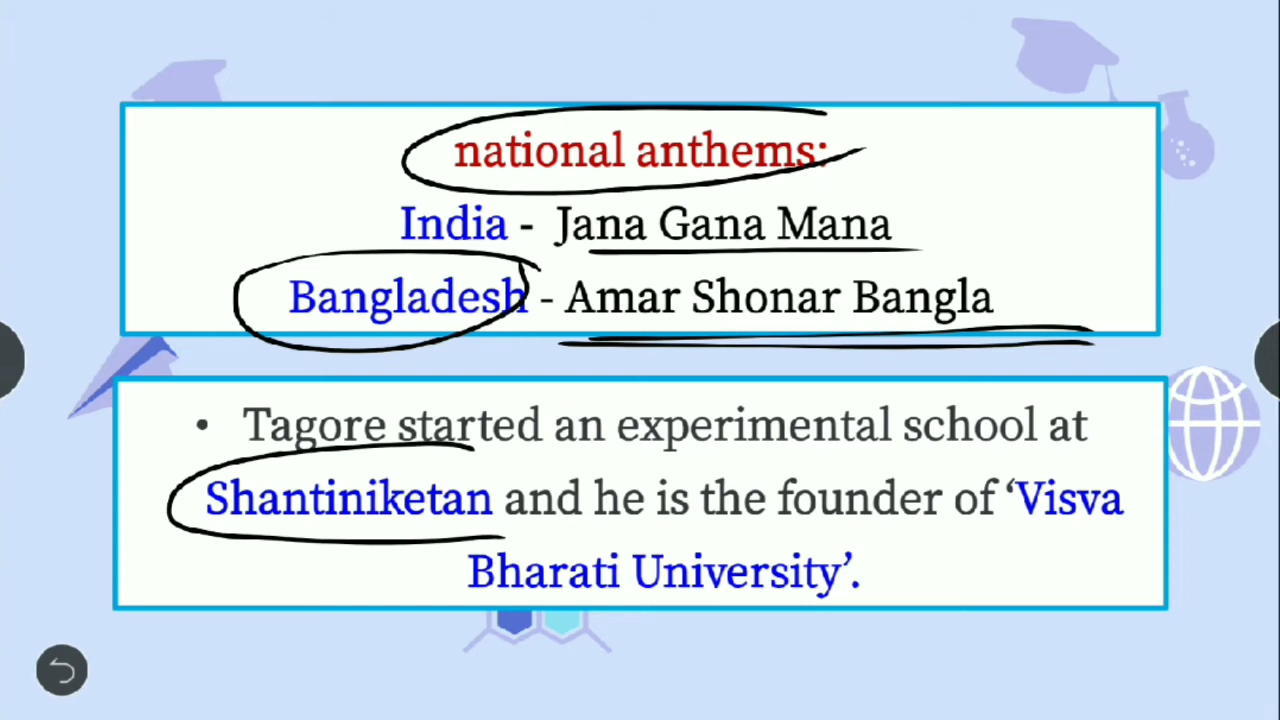 national anthems:
India - Jana Gana Mana
Bangladesh - Amar Shonar Bangla
• Tagore started an experimental school at
Shantiniketan and he is the founder of ‘Visva
Bharati University’.